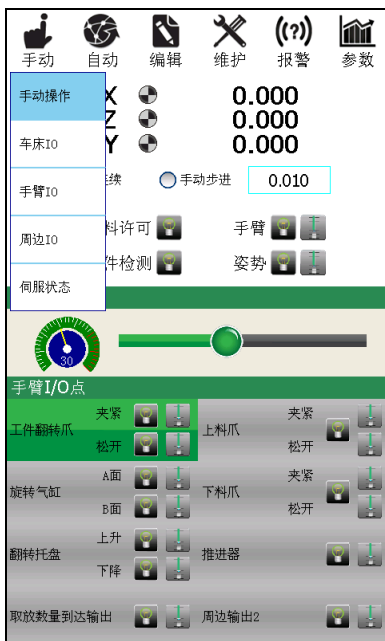 手动 自动 编辑 维护 报警 参数
手动操作
车床IO
手臂IO
周边IO
伺服状态
X 0.000
Z 0.000
Y 0.000
连续 手动步进 0.010
料许可 手臂
件检测 姿势
30
手臂I/O点
工件翻转爪 夹紧 松开
上料爪 夹紧 松开
旋转气缸 A面 B面
下料爪 夹紧 松开
翻转托盘 上升 下降
推进器
取放数量到达输出 周边输出2